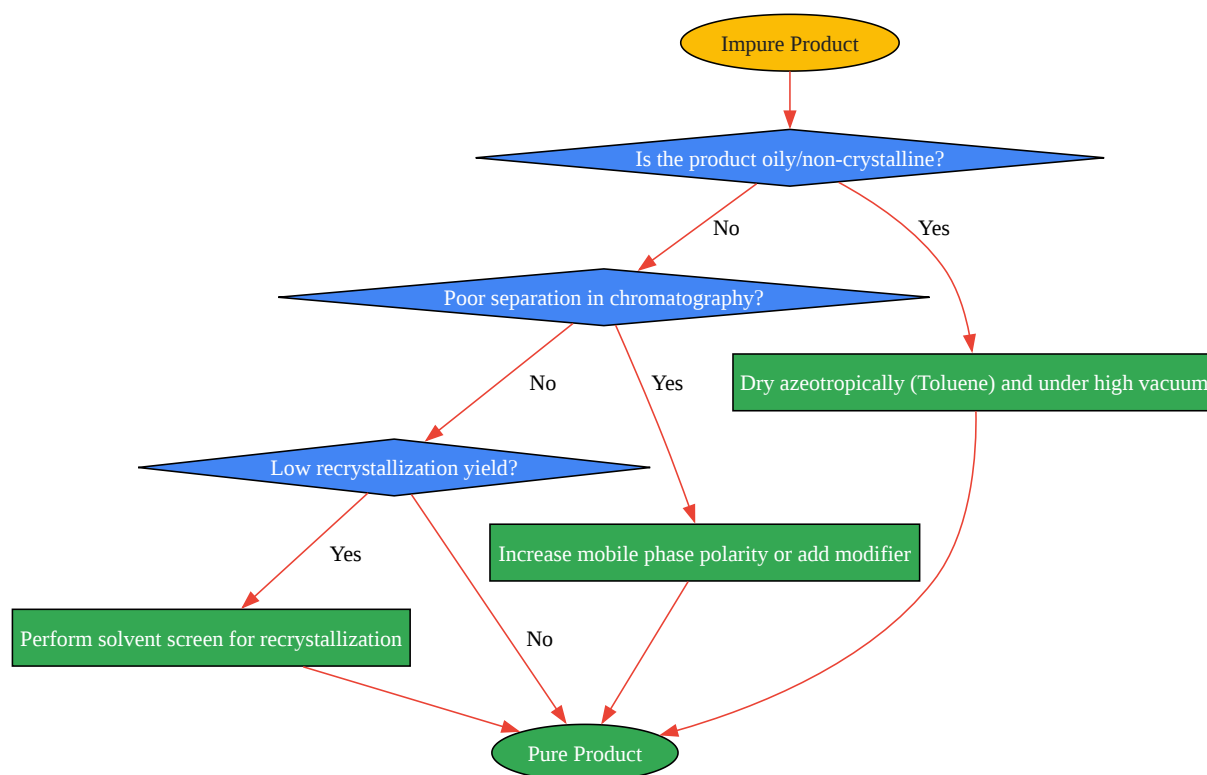 Impure Product
Is the product oily/non-crystalline?
No
Yes
Poor separation in chromatography?
Dry azeotropically (Toluene) and under high vacuum
No
Yes
Low recrystallization yield?
Increase mobile phase polarity or add modifier
Yes
No
Perform solvent screen for recrystallization
Pure Product